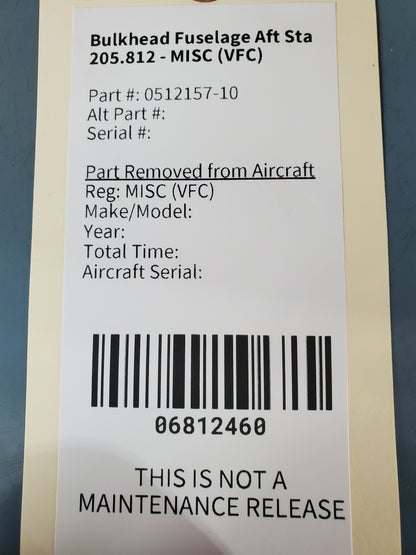 Bulkhead Fuselage Aft Sta
205.812 - MISC (VFC)
Part #: 0512157-10
Alt Part #:
Serial #:
Part Removed from Aircraft
Reg: MISC (VFC)
Make/Model:
Year:
Total Time:
Aircraft Serial:
06812460
THIS IS NOT A
MAINTENANCE RELEASE